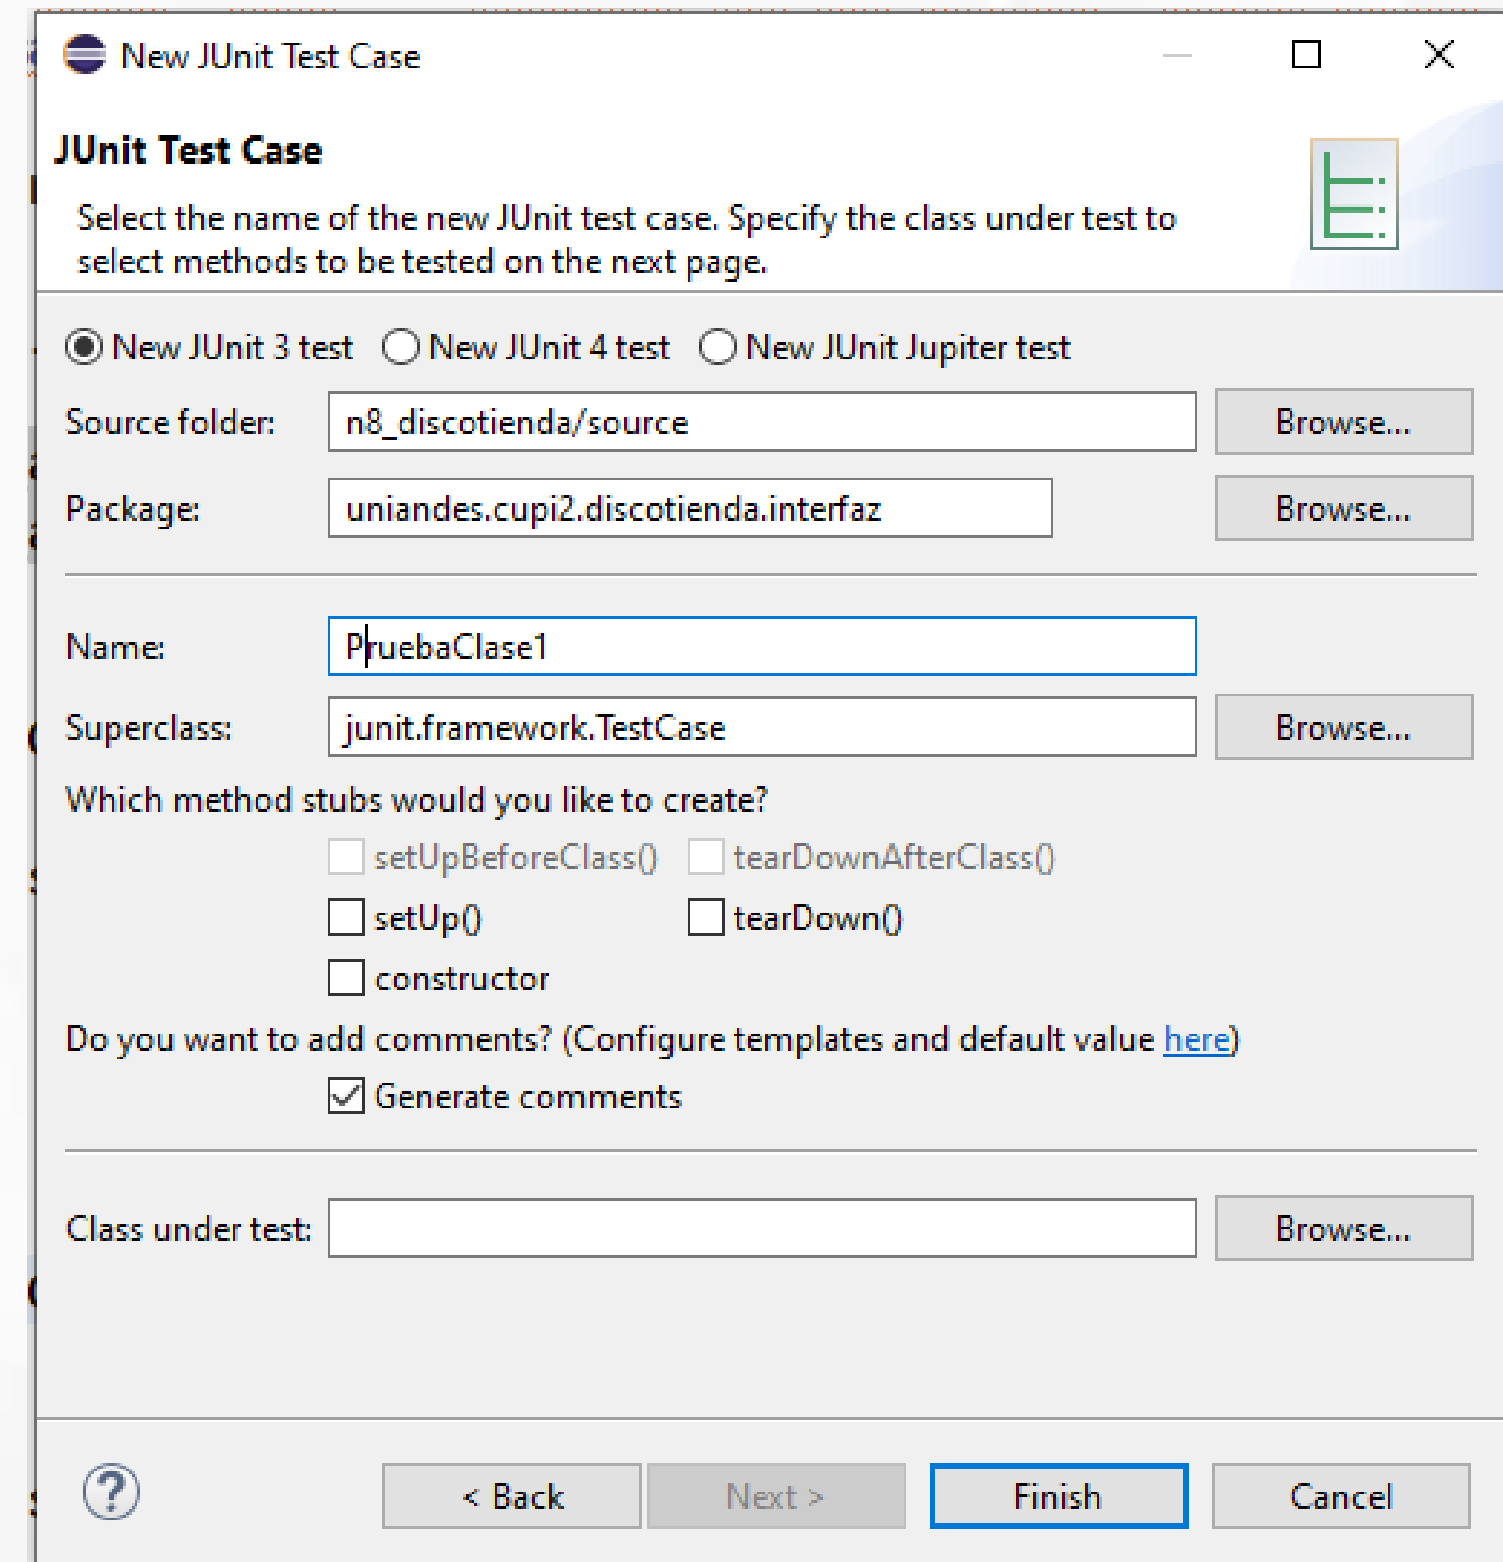 New JUnit Test Case
JUnit Test Case
Select the name of the new JUnit test case. Specify the class under test to
select methods to be tested on the next page.
New JUnit 3 test New JUnit 4 test New JUnit Jupiter test
Source folder: n8_discotienda/source Browse...
Package: uniandes.cupi2.discotienda.interfaz Browse...
Name: PruebaClase1
Superclass: junit.framework.TestCase Browse...
Which method stubs would you like to create?
setUpBeforeClass() tearDownAfterClass()
setUp() tearDown()
constructor
Do you want to add comments? (Configure templates and default value here)
Generate comments
Class under test: Browse...
? < Back Next > Finish Cancel